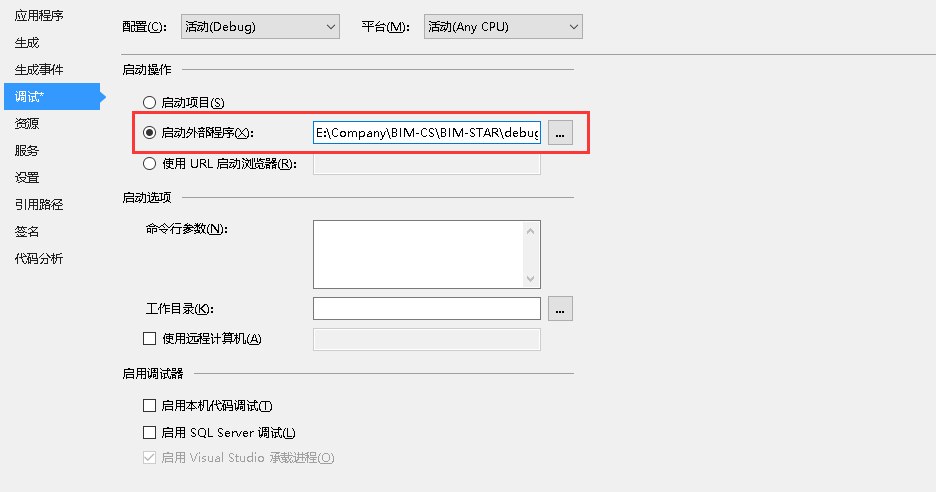 应用程序
生成
生成事件
调试*
资源
服务
设置
引用路径
签名
代码分析
配置(C): 活动(Debug) 平台(M): 活动(Any CPU)
启动操作
启动项目(S)
启动外部程序(X): E:\Company\BIM-CS\BIM-STAR\debug ...
使用 URL 启动浏览器(R):
启动选项
命令行参数(N):
工作目录(K): ...
使用远程计算机(A)
启用调试器
启用本机代码调试(T)
启用 SQL Server 调试(L)
启用 Visual Studio 承载进程(O)